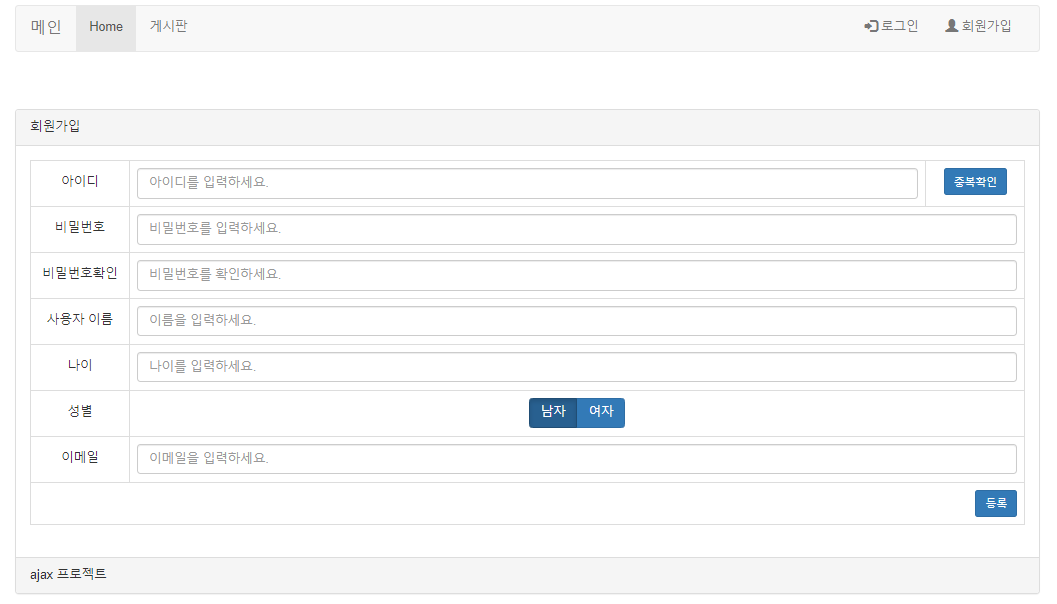 메인 Home 게시판 로그인 회원가입
회원가입
아이디 아이디를 입력하세요. 중복확인
비밀번호 비밀번호를 입력하세요.
비밀번호확인 비밀번호를 확인하세요.
사용자 이름 이름을 입력하세요.
나이 나이를 입력하세요.
성별 남자 여자
이메일 이메일을 입력하세요.
등록
ajax 프로젝트